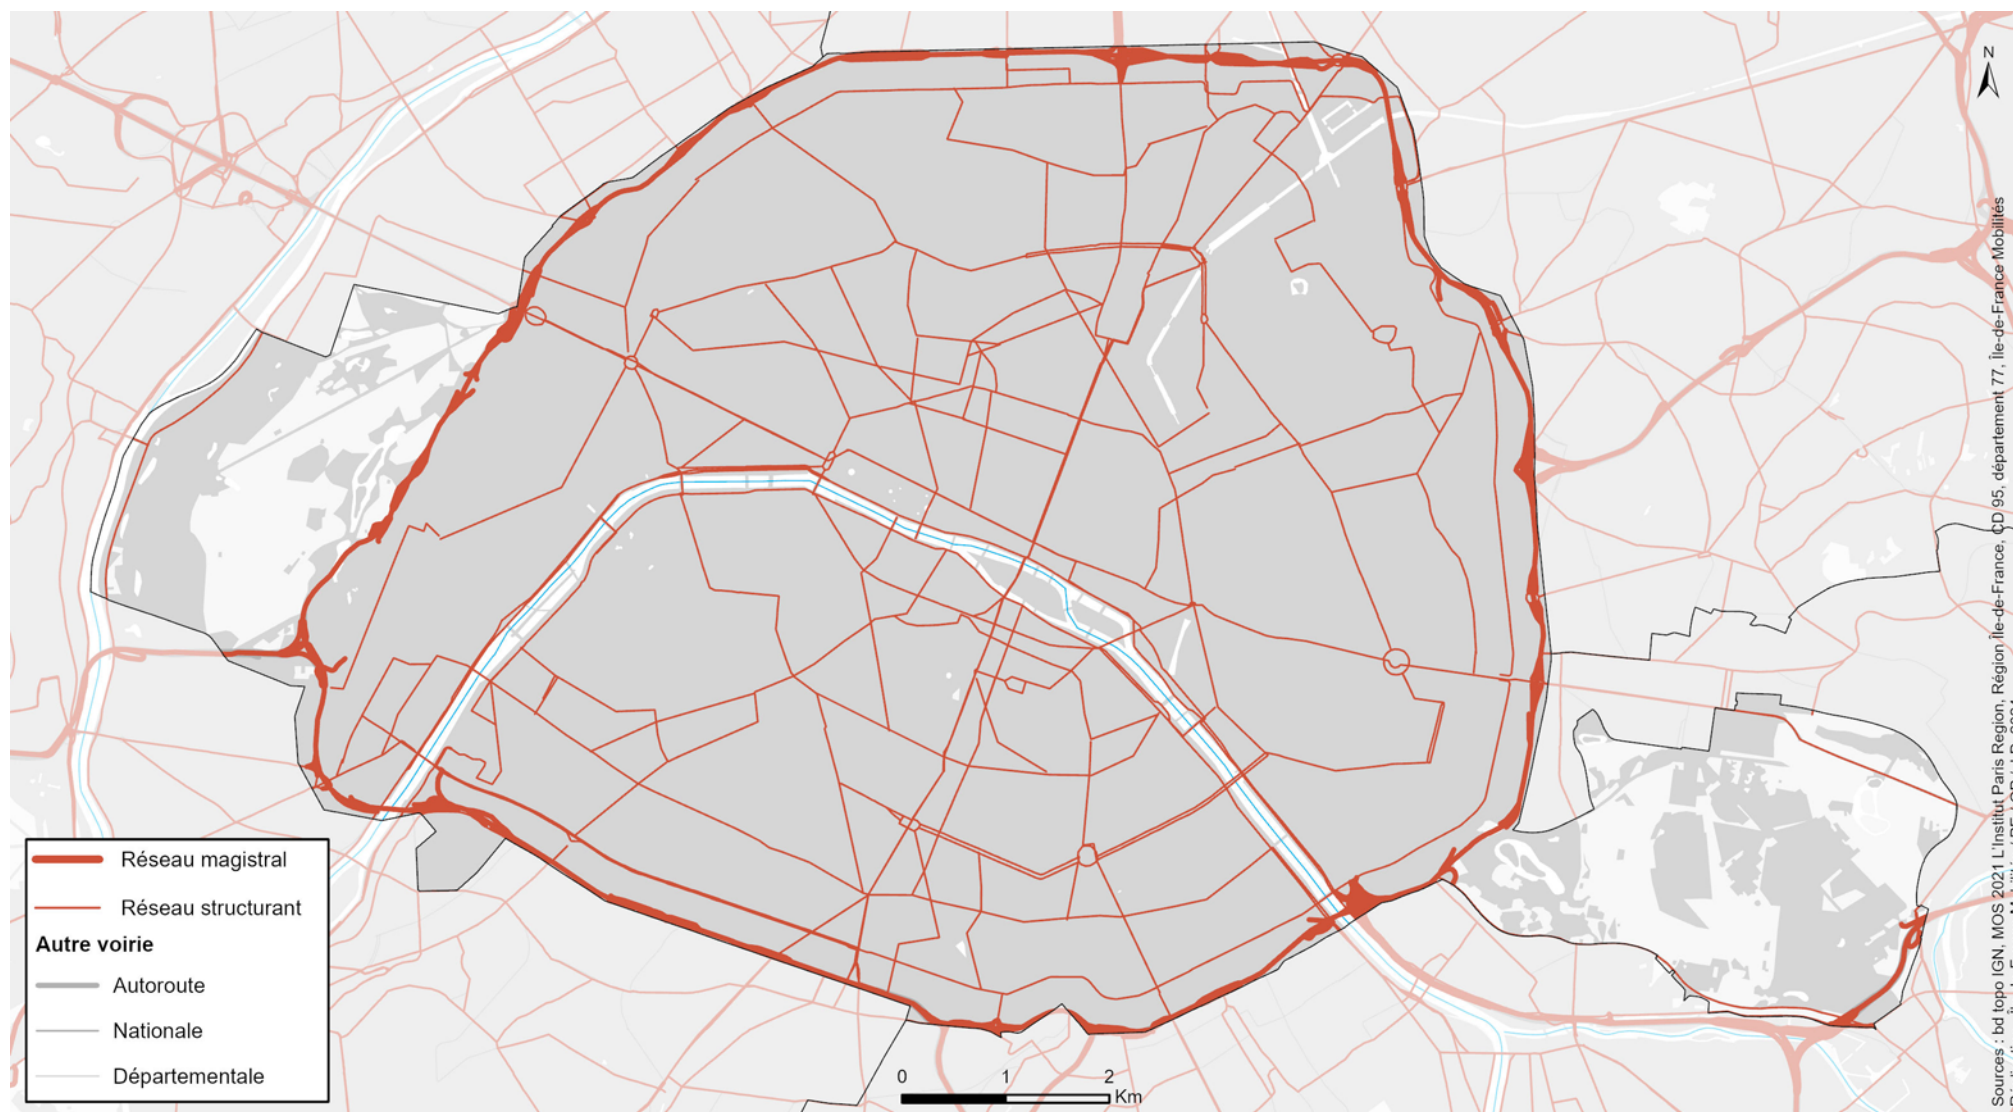 N
Réseau magistral
Réseau structurant
Autre voirie
Autoroute
Nationale
Départementale
0 1 2
Km
Sources : bd topo IGN, MOS 2021 L'Institut Paris Region, Région Île-de-France, CD 95, département 77, Île-de-France Mobilités